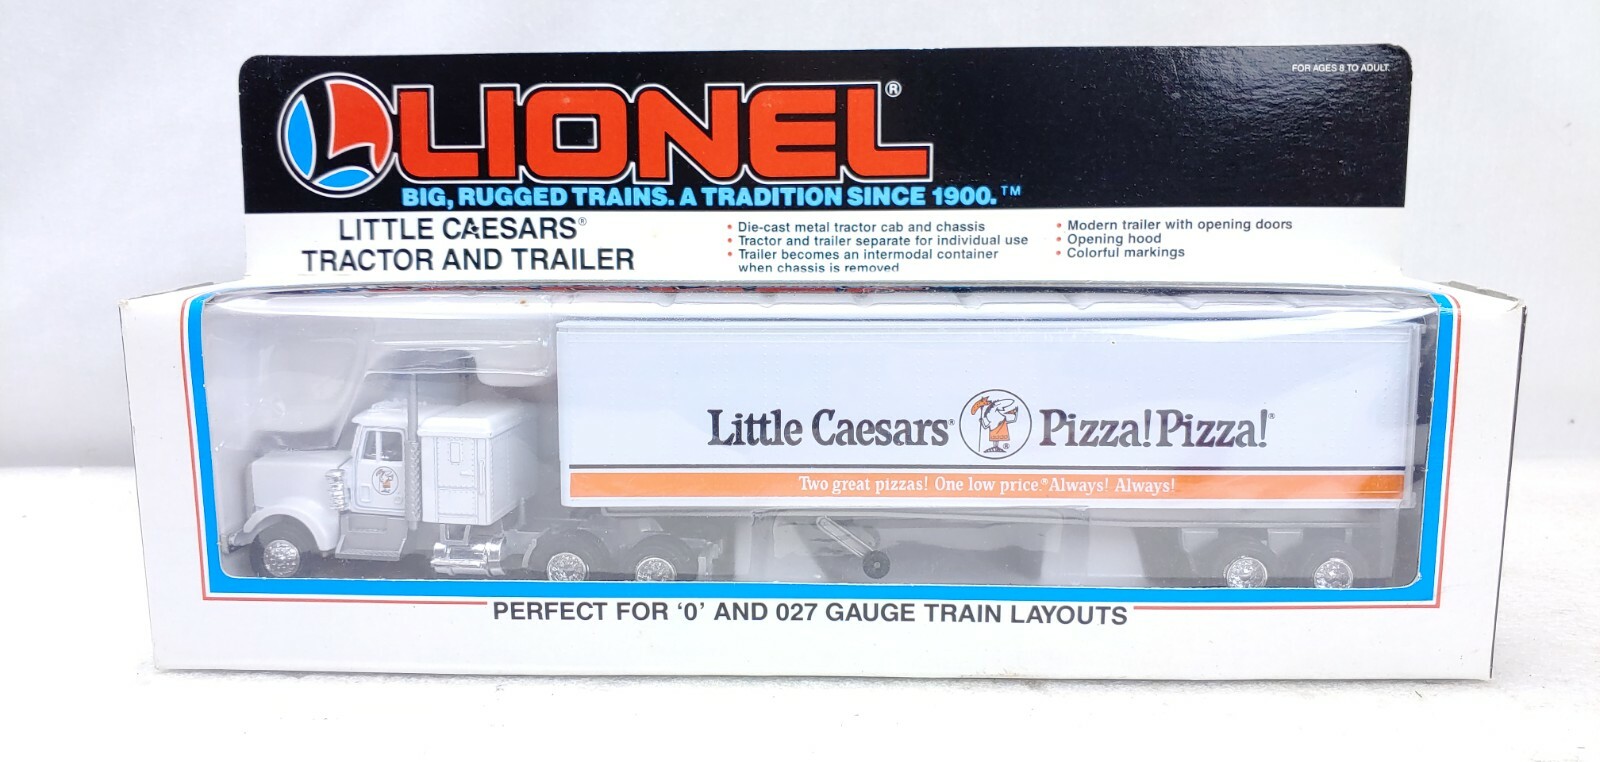 FOR AGES 8 TO ADULT.
LIONEL®
BIG, RUGGED TRAINS. A TRADITION SINCE 1900.™
LITTLE CAESARS®
TRACTOR AND TRAILER
• Die-cast metal tractor cab and chassis
• Tractor and trailer separate for individual use
• Trailer becomes an intermodal container
when chassis is removed
• Modern trailer with opening doors
• Opening hood
• Colorful markings
Little Caesars® Pizza! Pizza!®
Two great pizzas! One low price.® Always! Always!
PERFECT FOR ‘O’ AND 027 GAUGE TRAIN LAYOUTS